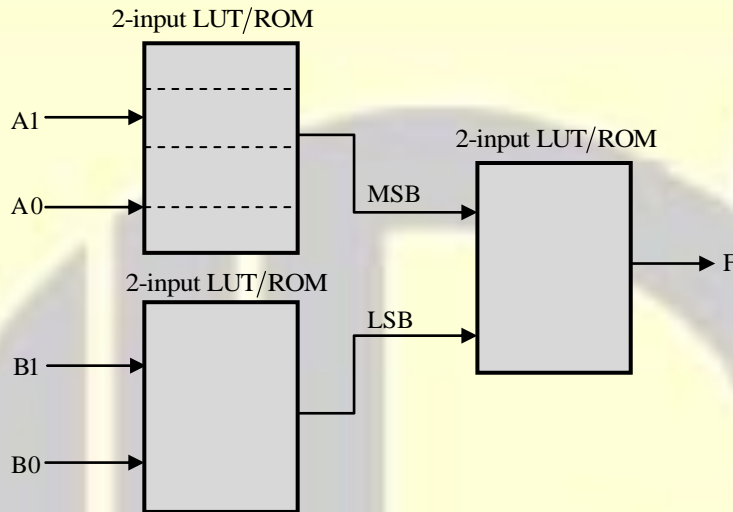 2-input LUT/ROM
A1
A0
2-input LUT/ROM
MSB
F
2-input LUT/ROM
LSB
B1
B0